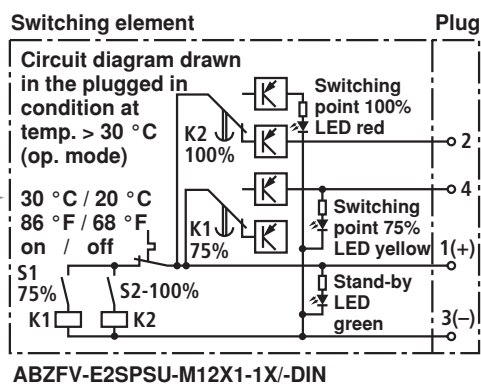 Switching element
Plug
Circuit diagram drawn
in the plugged in
condition at
temp. > 30 °C
(op. mode)
K2
100%
Switching
point 100%
LED red
2
4
30 °C / 20 °C
86 °F / 68 °F
on / off
K1
75%
Switching
point 75%
LED yellow
1(+)
S1
75%
S2-100%
Stand-by
LED
green
K1
K2
3(–)
ABZFV-E2SPSU-M12X1-1X/-DIN